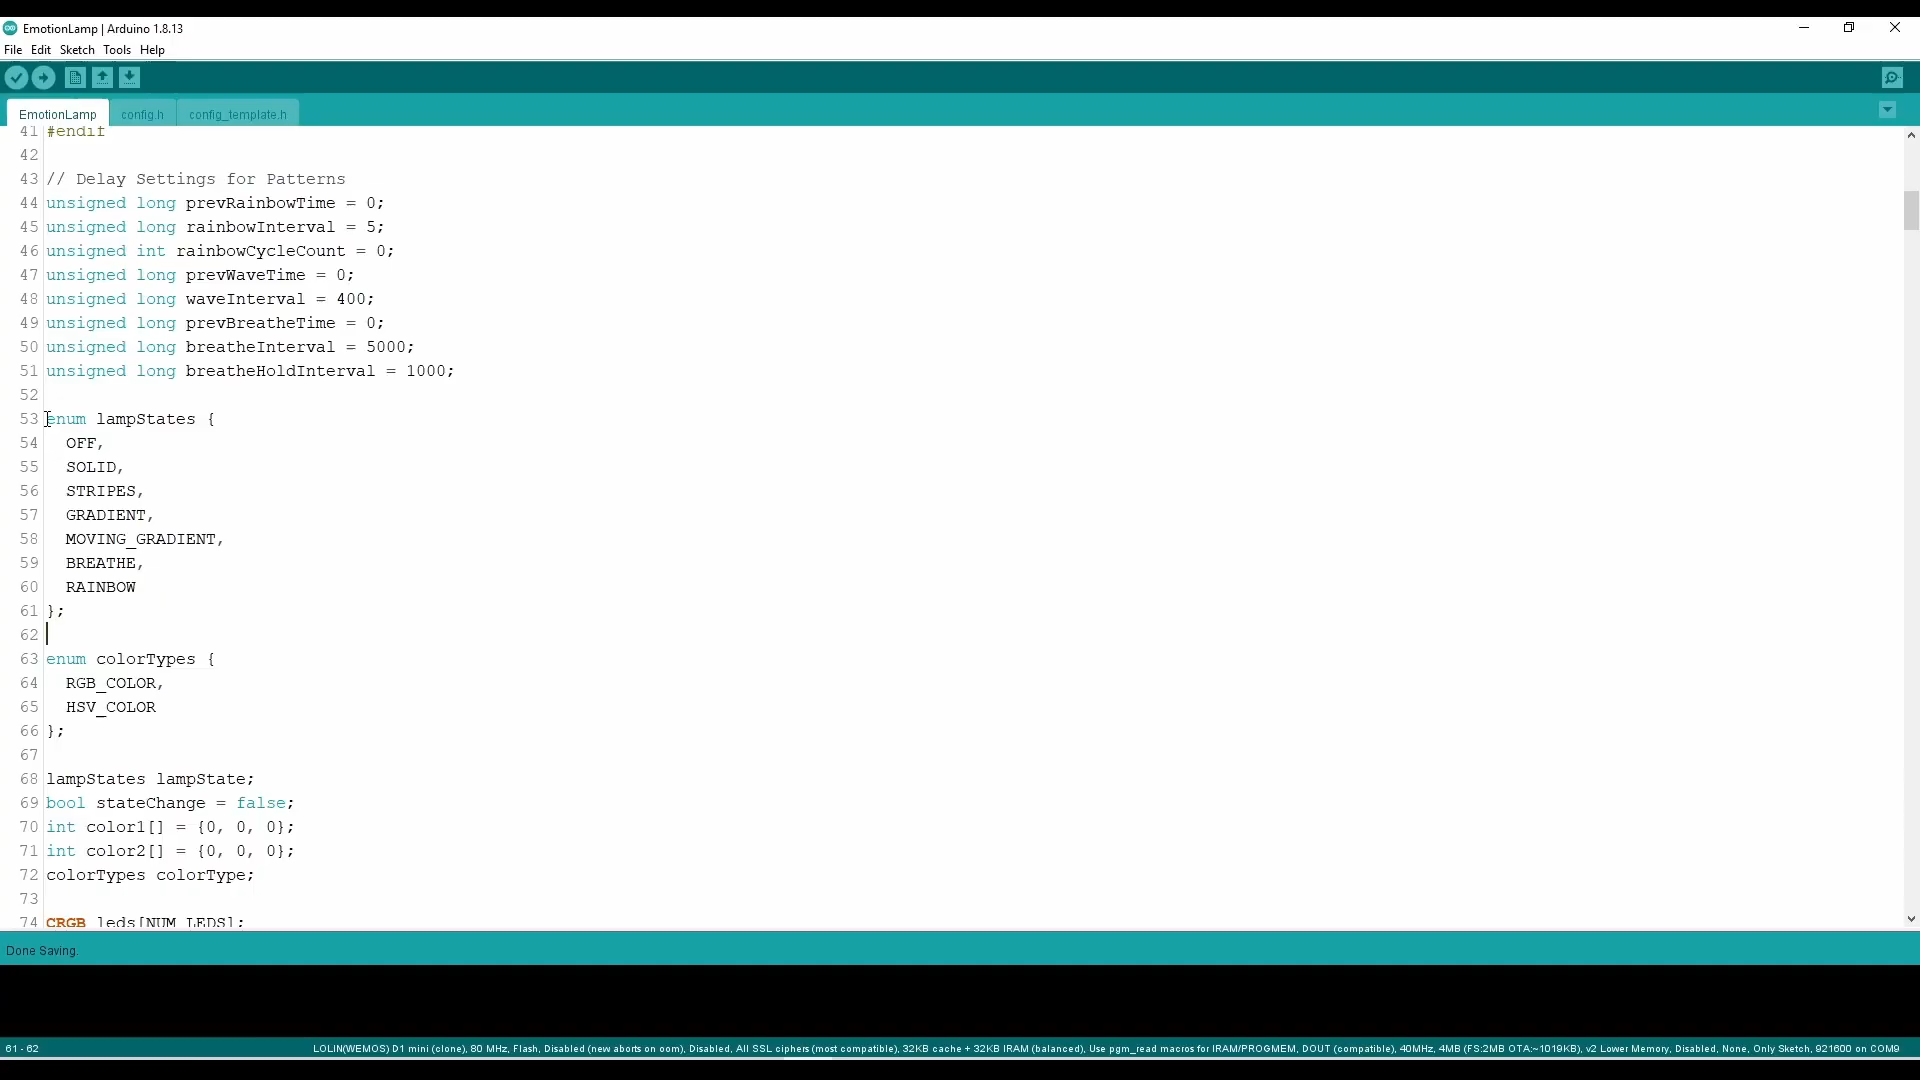 EmotionLamp | Arduino 1.8.13
File Edit Sketch Tools Help
EmotionLamp config.h config_template.h
41 #endif
42
43 // Delay Settings for Patterns
44 unsigned long prevRainbowTime = 0;
45 unsigned long rainbowInterval = 5;
46 unsigned int rainbowCycleCount = 0;
47 unsigned long prevWaveTime = 0;
48 unsigned long waveInterval = 400;
49 unsigned long prevBreatheTime = 0;
50 unsigned long breatheInterval = 5000;
51 unsigned long breatheHoldInterval = 1000;
52
53 enum lampStates {
54 OFF,
55 SOLID,
56 STRIPES,
57 GRADIENT,
58 MOVING_GRADIENT,
59 BREATHE,
60 RAINBOW
61 };
62
63 enum colorTypes {
64 RGB_COLOR,
65 HSV_COLOR
66 };
67
68 lampStates lampState;
69 bool stateChange = false;
70 int color1[] = {0, 0, 0};
71 int color2[] = {0, 0, 0};
72 colorTypes colorType;
73
74 CRGB leds[NUM_LEDS];
Done Saving.
61 - 62 LOLIN(WEMOS) D1 mini (clone), 80 MHz, Flash, Disabled (new aborts on oom), Disabled, All SSL ciphers (most compatible), 32KB cache + 32KB IRAM (balanced), Use pgm_read macros for IRAM/PROGMEM, DOUT (compatible), 40MHz, 4MB (FS:2MB OTA:~1019KB), v2 Lower Memory, Disabled, None, Only Sketch, 921600 on COM9